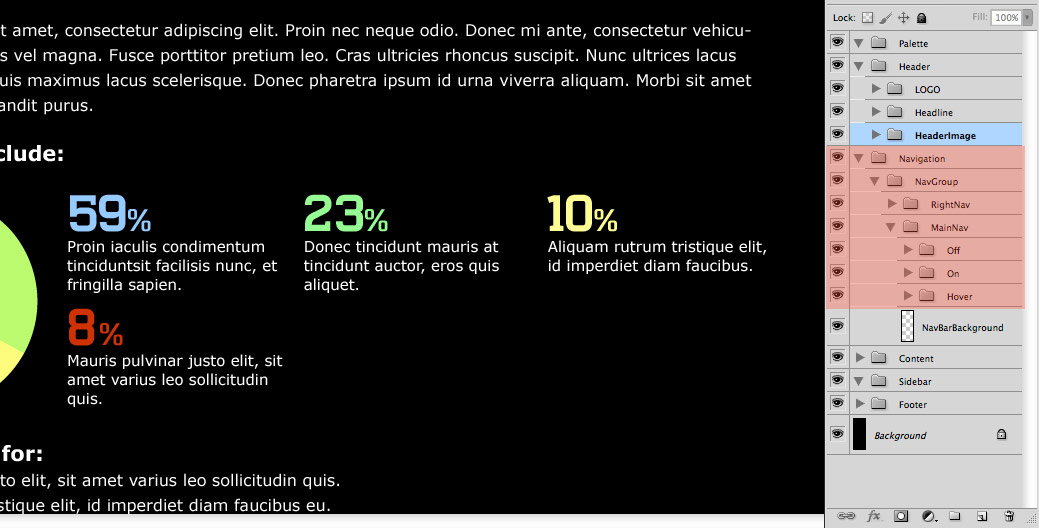 t amet, consectetur adipiscing elit. Proin nec neque odio. Donec mi ante, consectetur vehicu-
s vel magna. Fusce porttitor pretium leo. Cras ultricies rhoncus suscipit. Nunc ultrices lacus
uis maximus lacus scelerisque. Donec pharetra ipsum id urna viverra aliquam. Morbi sit amet
andit purus.
clude:
59%
Proin iaculis condimentum
tinciduntsit facilisis nunc, et
fringilla sapien.
23%
Donec tincidunt mauris at
tincidunt auctor, eros quis
aliquet.
10%
Aliquam rutrum tristique elit,
id imperdiet diam faucibus.
8%
Mauris pulvinar justo elit, sit
amet varius leo sollicitudin
quis.
for:
to elit, sit amet varius leo sollicitudin quis.
stique elit, id imperdiet diam faucibus eu.
Lock:
Fill: 100%
Palette
Header
LOGO
Headline
HeaderImage
Navigation
NavGroup
RightNav
MainNav
Off
On
Hover
NavBarBackground
Content
Sidebar
Footer
Background
fx